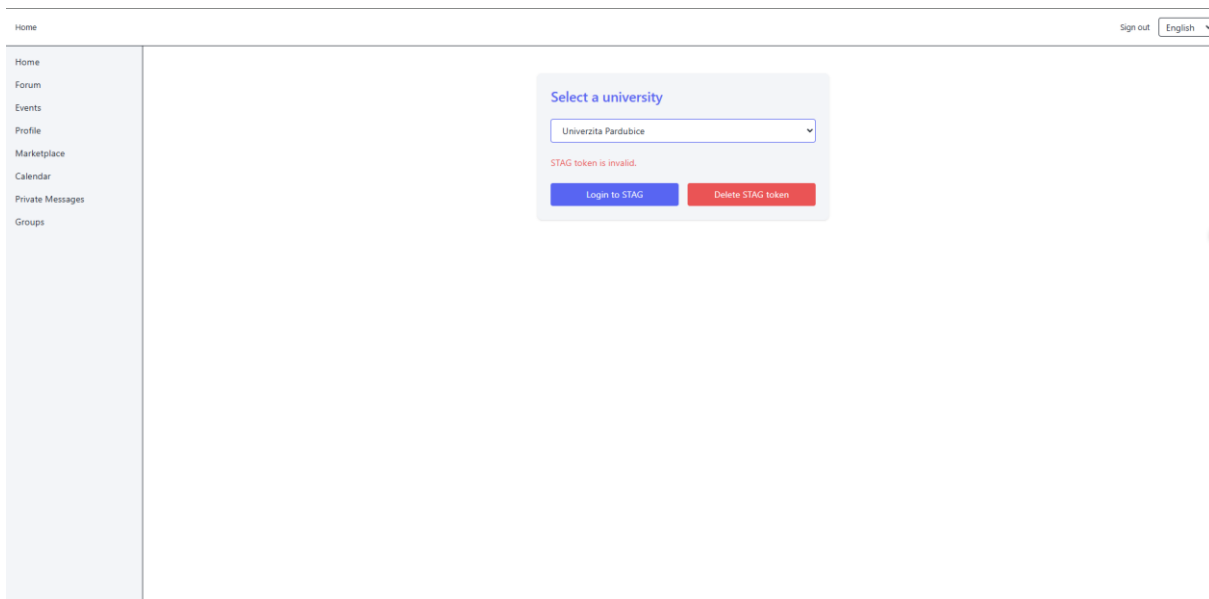 Home
Sign out English
Home
Forum
Events
Profile
Marketplace
Calendar
Private Messages
Groups
Select a university
Univerzita Pardubice
STAG token is invalid.
Login to STAG Delete STAG token